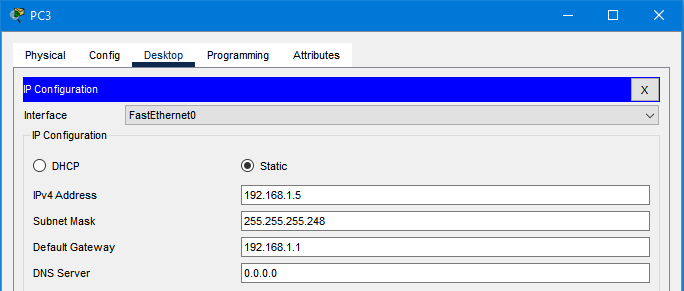 PC3
Physical Config Desktop Programming Attributes
IP Configuration X
Interface FastEthernet0
IP Configuration
DHCP Static
IPv4 Address 192.168.1.5
Subnet Mask 255.255.255.248
Default Gateway 192.168.1.1
DNS Server 0.0.0.0